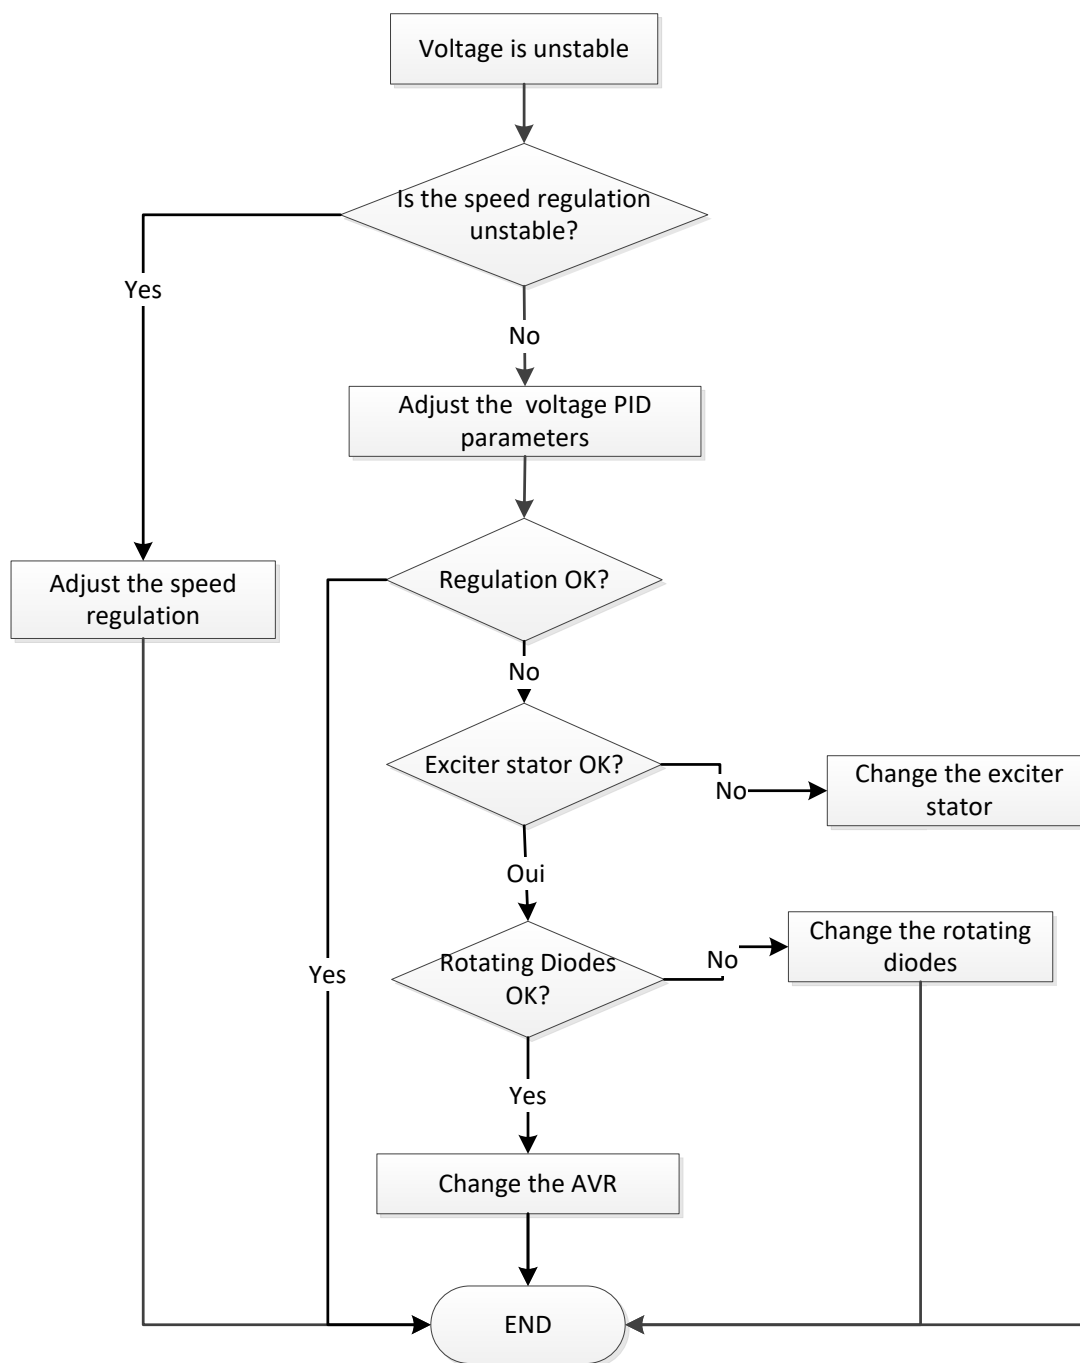 Voltage is unstable
Is the speed regulation
unstable?
Yes
No
Adjust the  voltage PID
parameters
Adjust the speed
regulation
Regulation OK?
No
Exciter stator OK?
No
Change the exciter
stator
Oui
Rotating Diodes
OK?
No
Change the rotating
diodes
Yes
Yes
Change the AVR
END